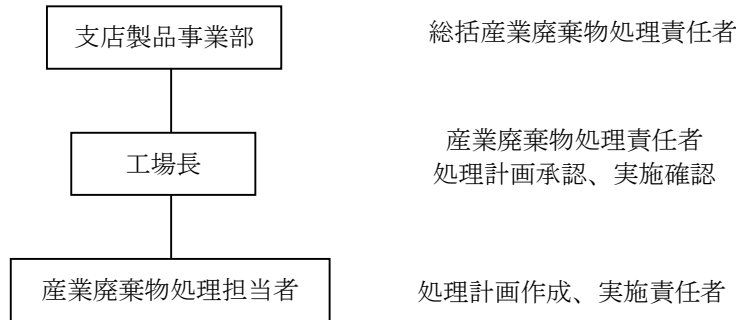 支店製品事業部
総括産業廃棄物処理責任者
工場長
産業廃棄物処理責任者
処理計画承認、実施確認
産業廃棄物処理担当者
処理計画作成、実施責任者